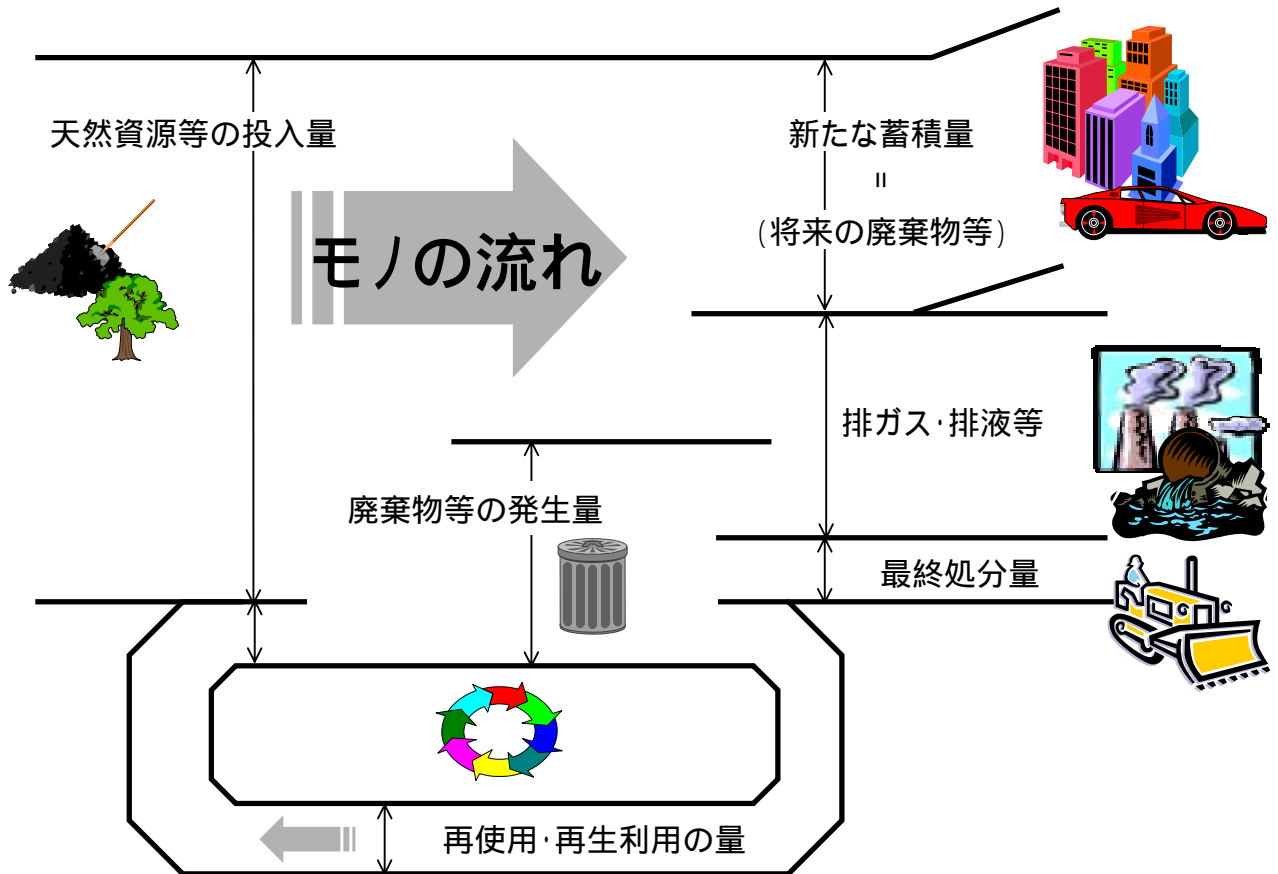 天然資源等の投入量
新たな蓄積量
=
(将来の廃棄物等)
モノの流れ
排ガス・排液等
廃棄物等の発生量
最終処分量
再使用・再生利用の量